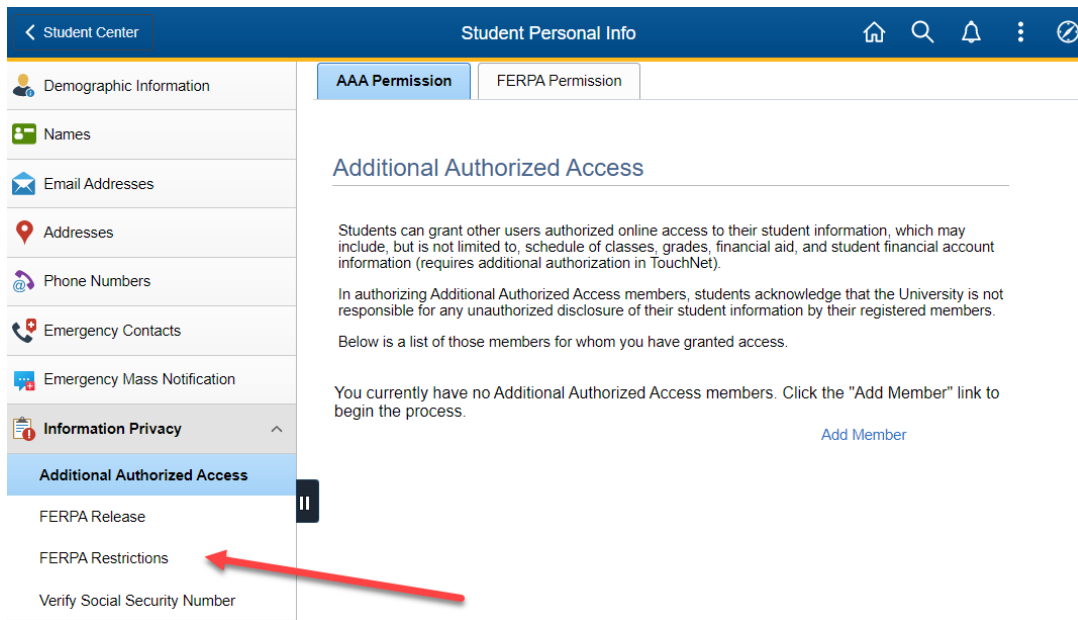 Student Center
Student Personal Info
Demographic Information
Names
Email Addresses
Addresses
Phone Numbers
Emergency Contacts
Emergency Mass Notification
Information Privacy
Additional Authorized Access
FERPA Release
FERPA Restrictions
Verify Social Security Number
AAA Permission
FERPA Permission
Additional Authorized Access
Students can grant other users authorized online access to their student information, which may
include, but is not limited to, schedule of classes, grades, financial aid, and student financial account
information (requires additional authorization in TouchNet).
In authorizing Additional Authorized Access members, students acknowledge that the University is not
responsible for any unauthorized disclosure of their student information by their registered members.
Below is a list of those members for whom you have granted access.
You currently have no Additional Authorized Access members. Click the "Add Member" link to
begin the process.
Add Member